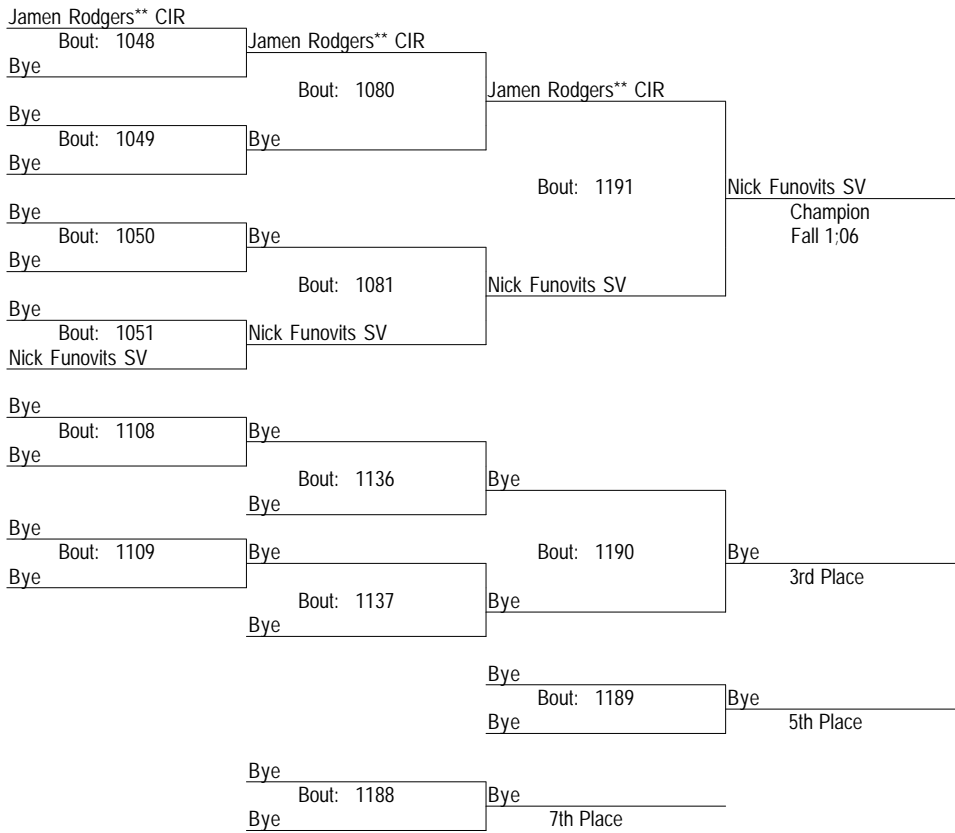 Jamen Rodgers** CIR
Bout: 1048
Bye
Jamen Rodgers** CIR
Bout: 1080
Jamen Rodgers** CIR
Bye
Bout: 1049
Bye
Bye
Bout: 1191
Nick Funovits SV
Champion
Fall 1;06
Bye
Bout: 1050
Bye
Bye
Bout: 1081
Nick Funovits SV
Bye
Bout: 1051
Nick Funovits SV
Nick Funovits SV
Bye
Bout: 1108
Bye
Bye
Bout: 1136
Bye
Bye
Bye
Bout: 1109
Bye
Bye
Bout: 1190
Bye
3rd Place
Bout: 1137
Bye
Bye
Bye
Bout: 1189
Bye
Bye
5th Place
Bye
Bout: 1188
Bye
Bye
7th Place